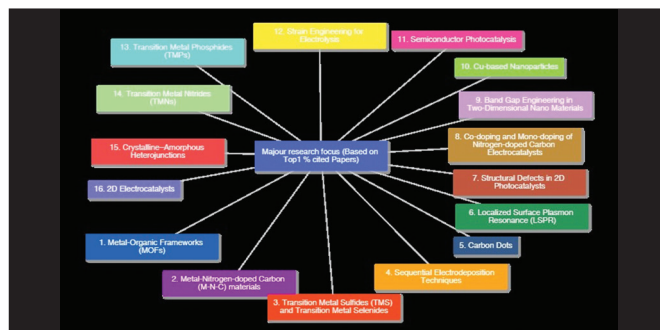 Majour research focus (Based on
Top1 % cited Papers)
1. Metal-Organic Frameworks
(MOFs)
2. Metal-Nitrogen-doped Carbon
(M-N-C) materials
3. Transition Metal Sulfides (TMS)
and Transition Metal Selenides
4. Sequential Electrodeposition
Techniques
5. Carbon Dots
6. Localized Surface Plasmon
Resonance (LSPR)
7. Structural Defects in 2D
Photocatalysts
8. Co-doping and Mono-doping of
Nitrogen-doped Carbon
Electrocatalysts
9. Band Gap Engineering in
Two-Dimensional Nano Materials
10. Cu-based Nanoparticles
11. Semiconductor Photocatalysis
12. Strain Engineering for
Electrolysis
13. Transition Metal Phosphides
(TMPs)
14. Transition Metal Nitrides
(TMNs)
15. Crystalline–Amorphous
Heterojunctions
16. 2D Electrocatalysts